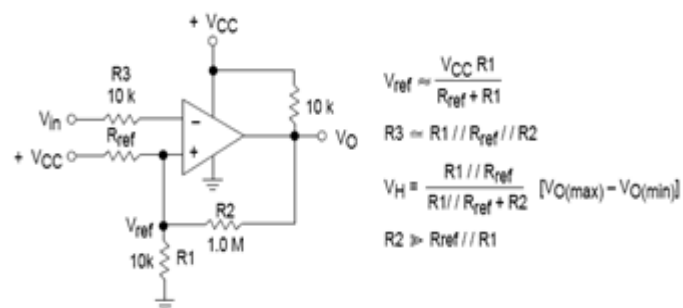 + VCC
R3
10 k
Vin
Rref
+ VCC
−
+
10 k
VO
Vref
R2
1.0 M
10k
R1
Vref ≈ VCC R1 / Rref + R1
R3 ≃ R1 // Rref // R2
VH = R1 // Rref / R1// Rref + R2 [VO(max) – VO(min)]
R2 ≫ Rref // R1